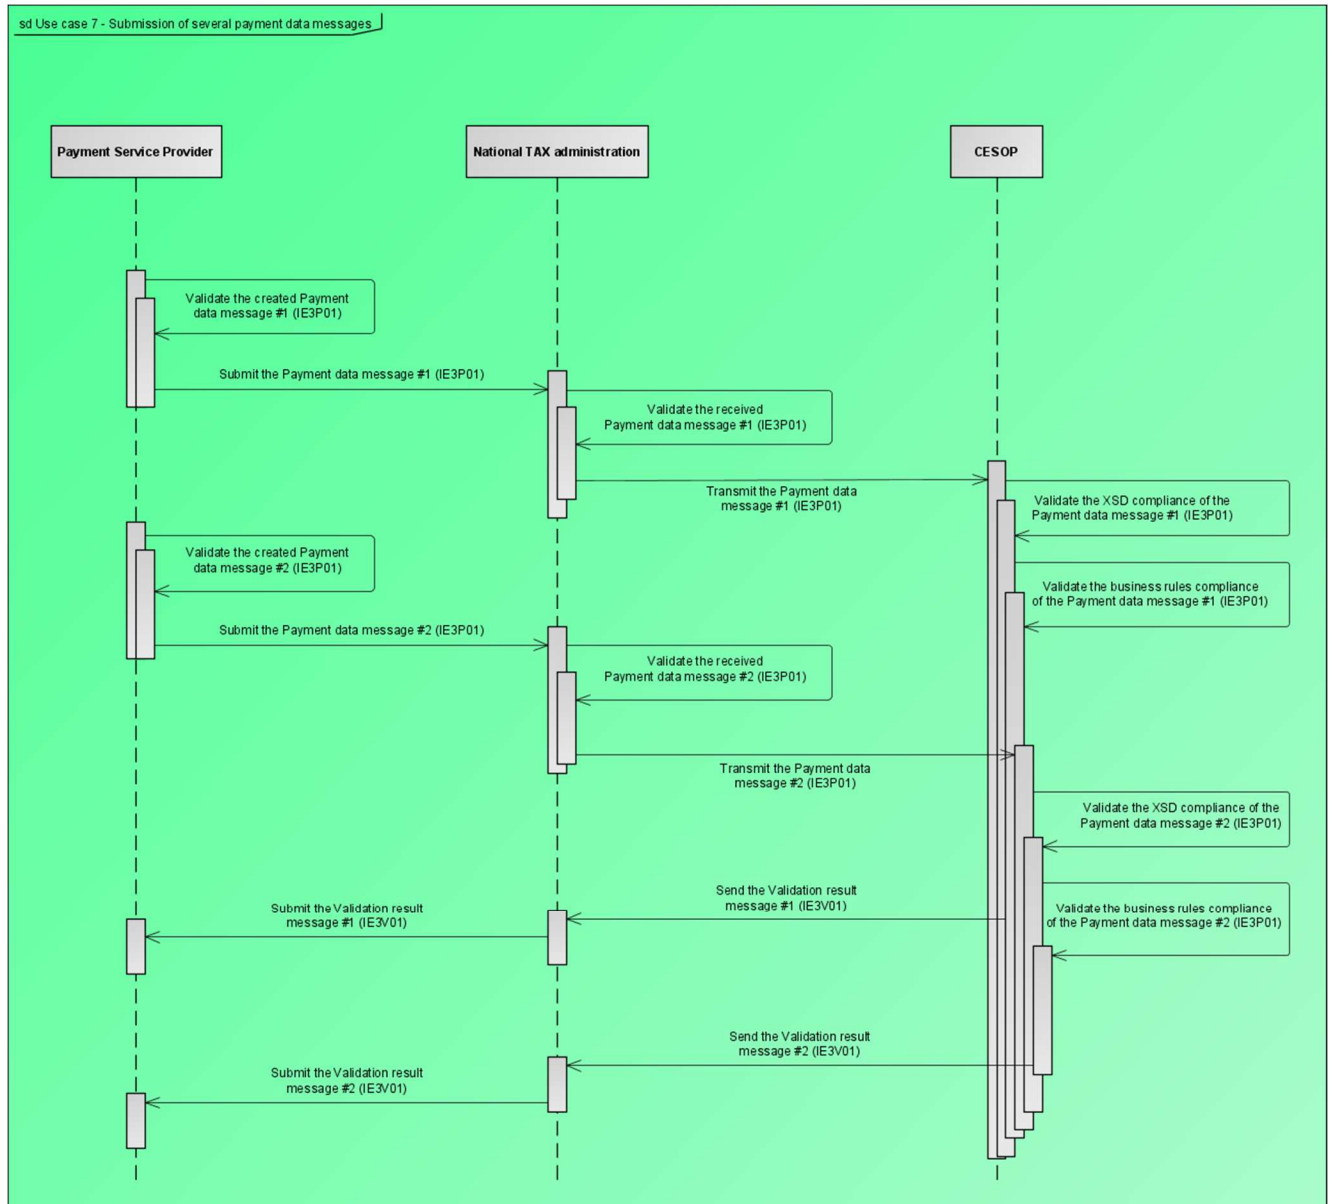 sd Use case 7 - Submission of several payment data messages
Payment Service Provider
National TAX administration
CESOP
Validate the created Payment
data message #1 (IE3P01)
Submit the Payment data message #1 (IE3P01)
Validate the received
Payment data message #1 (IE3P01)
Transmit the Payment data
message #1 (IE3P01)
Validate the XSD compliance of the
Payment data message #1 (IE3P01)
Validate the created Payment
data message #2 (IE3P01)
Validate the business rules compliance
of the Payment data message #1 (IE3P01)
Submit the Payment data message #2 (IE3P01)
Validate the received
Payment data message #2 (IE3P01)
Transmit the Payment data
message #2 (IE3P01)
Validate the XSD compliance of the
Payment data message #2 (IE3P01)
Send the Validation result
message #1 (IE3V01)
Submit the Validation result
message #1 (IE3V01)
Validate the business rules compliance
of the Payment data message #2 (IE3P01)
Send the Validation result
message #2 (IE3V01)
Submit the Validation result
message #2 (IE3V01)